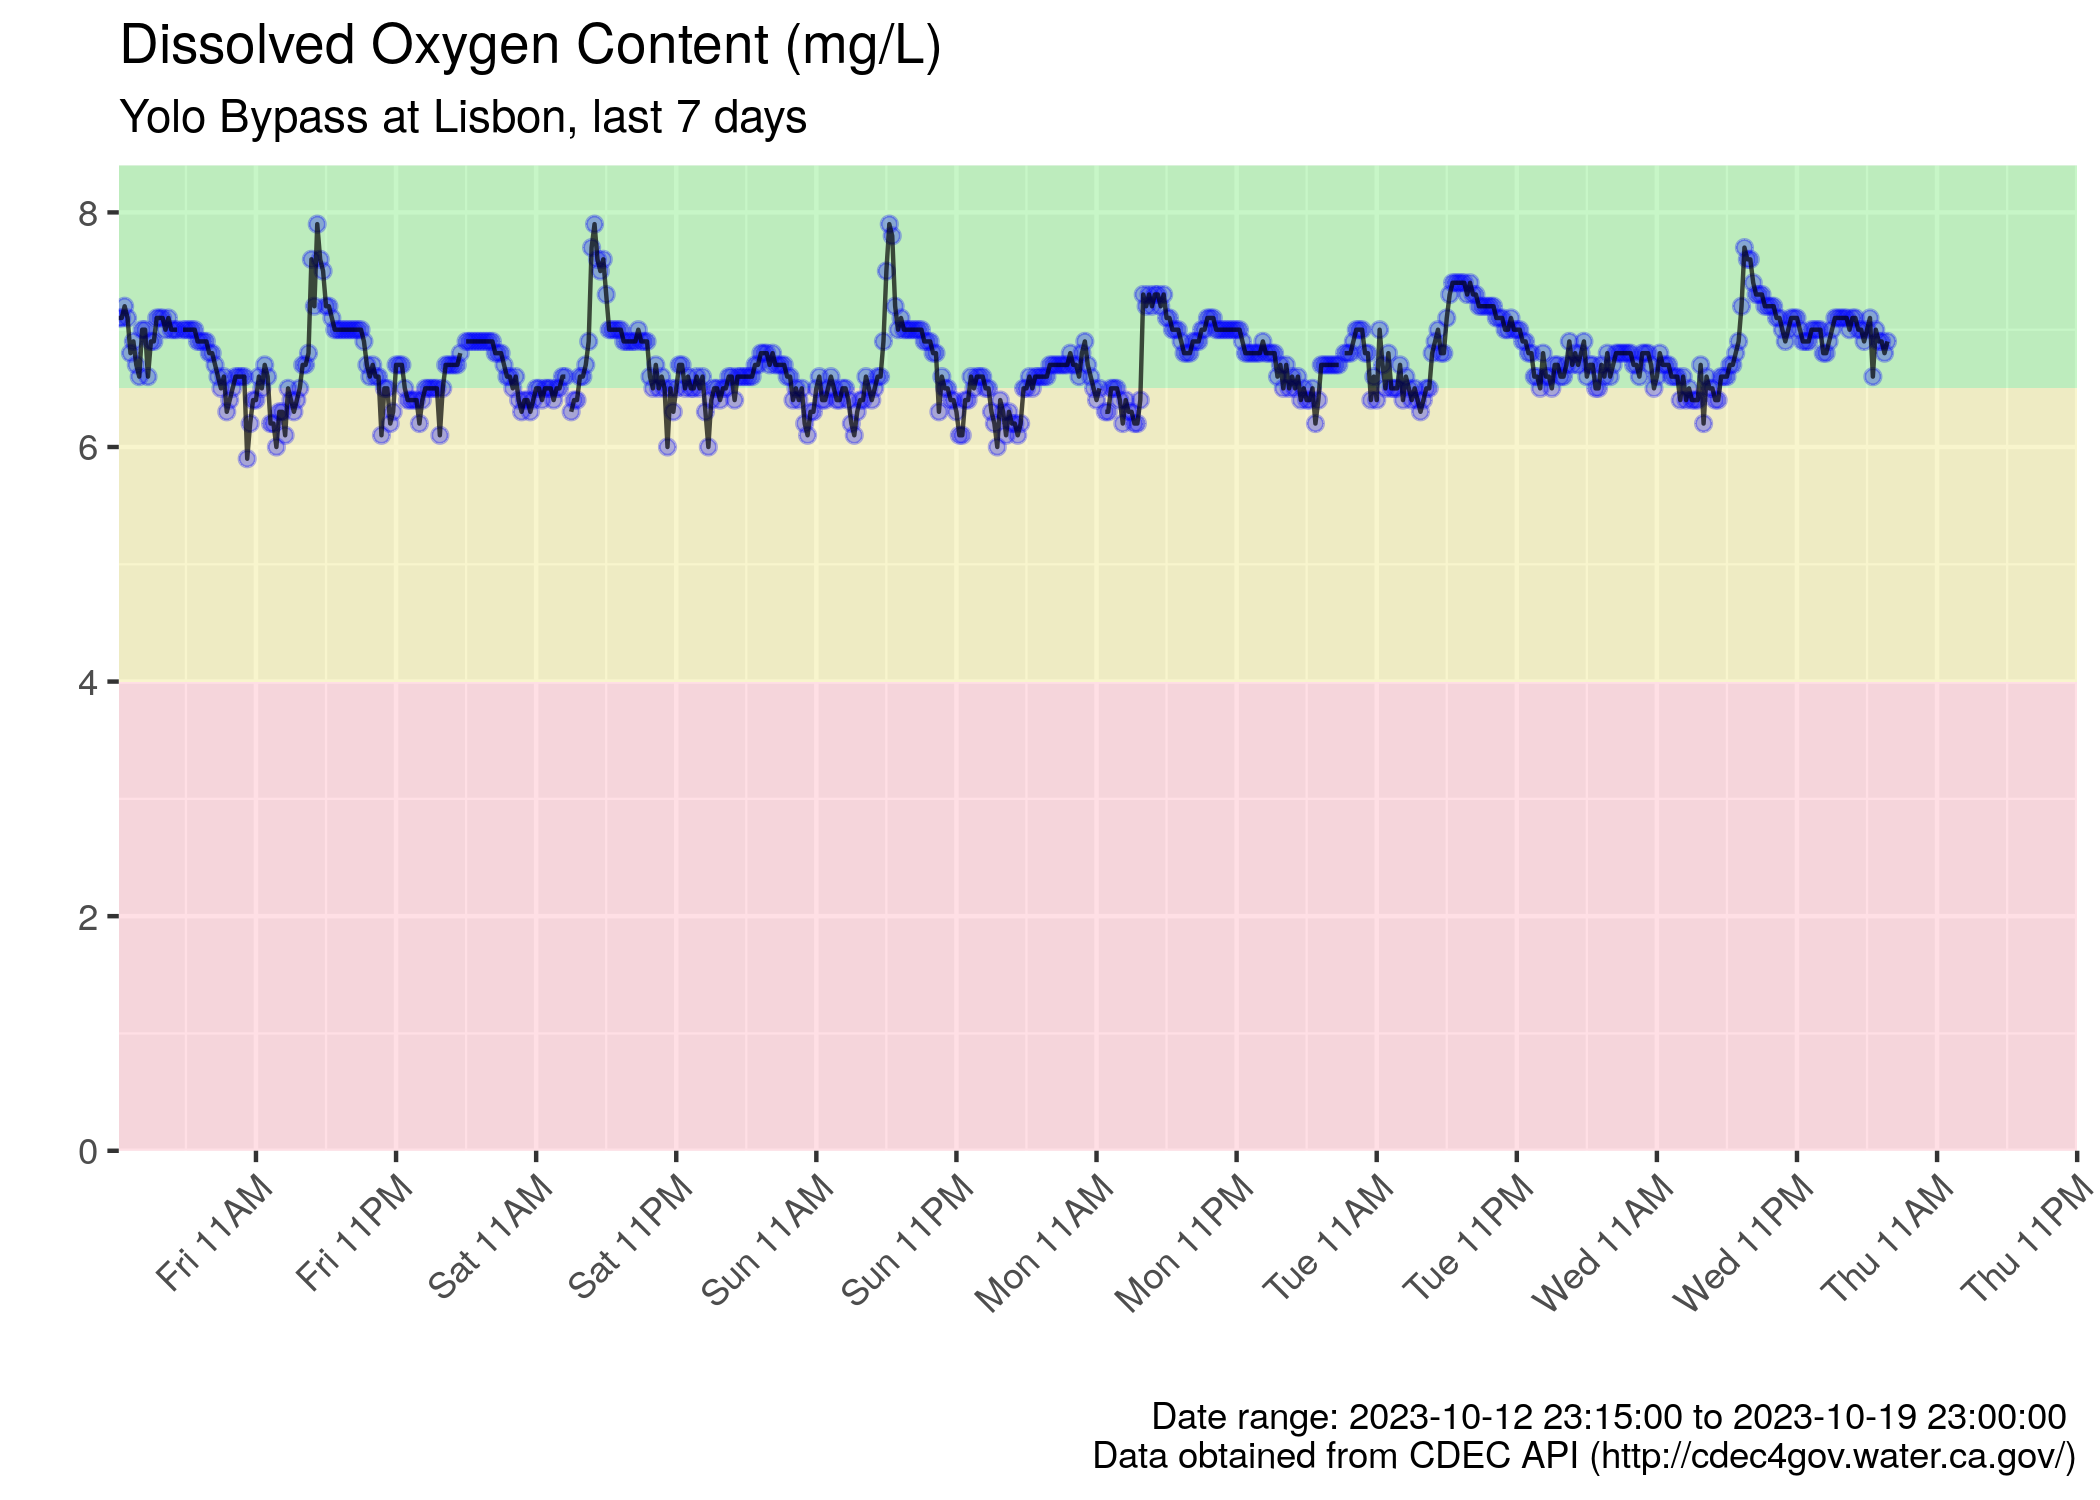 Dissolved Oxygen Content (mg/L)
Yolo Bypass at Lisbon, last 7 days
8
6
4
2
0
Fri 11AM
Fri 11PM
Sat 11AM
Sat 11PM
Sun 11AM
Sun 11PM
Mon 11AM
Mon 11PM
Tue 11AM
Tue 11PM
Wed 11AM
Wed 11PM
Thu 11AM
Thu 11PM
Date range: 2023-10-12 23:15:00 to 2023-10-19 23:00:00
Data obtained from CDEC API (http://cdec4gov.water.ca.gov/)